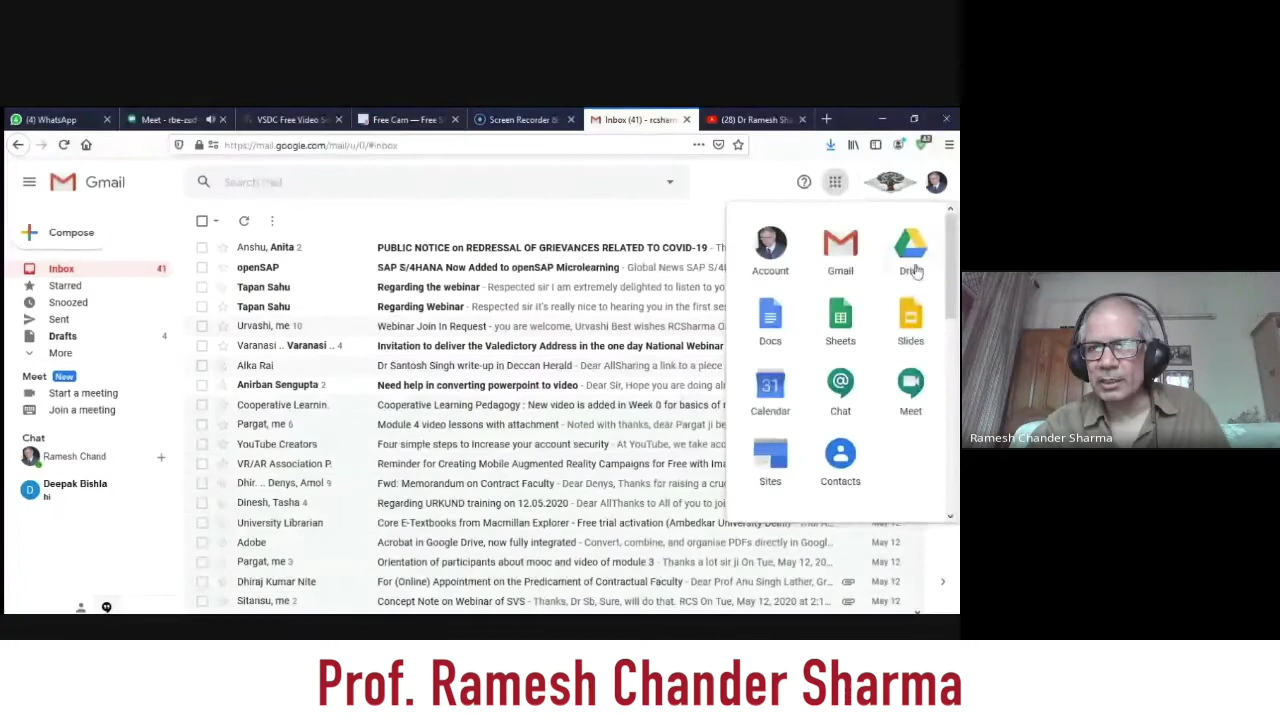 (4) WhatsApp
Meet - rbe-zsd
VSDC Free Video S
Free Cam — Free S
Screen Recorder
Inbox (41) - rcsharm
(28) Dr Ramesh Sha
https://mail.google.com/mail/u/0/#inbox
Gmail
Search mail
Compose
Inbox 41
Starred
Snoozed
Sent
Drafts 4
More
Meet New
Start a meeting
Join a meeting
Chat
Ramesh Chand
Deepak Bishla
hi
Anshu, Anita 2 PUBLIC NOTICE on REDRESSAL OF GRIEVANCES RELATED TO COVID-19
openSAP SAP S/4HANA Now Added to openSAP Microlearning - Global News SAP S/4
Tapan Sahu Regarding the webinar - Respected sir I am extremely delighted to listen to yo
Tapan Sahu Regarding Webinar - Respected sir it's really nice to hearing you in the first ses
Urvashi, me 10 Webinar Join In Request - you are welcome, Urvashi Best wishes RCSharma
Varanasi .. Varanasi .. 4 Invitation to deliver the Valedictory Address in the one day National Webinar
Alka Rai Dr Santosh Singh write-up in Deccan Herald - Dear AllSharing a link to a piece
Anirban Sengupta 2 Need help in converting powerpoint to video - Dear Sir, Hope you are doing al
Cooperative Learnin. Cooperative Learning Pedagogy : New video is added in Week 0 for basics of
Pargat, me 6 Module 4 video lessons with attachment - Noted with thanks, dear Pargat ji be
YouTube Creators Four simple steps to increase your account security - At YouTube, we take acc
VR/AR Association P. Reminder for Creating Mobile Augmented Reality Campaigns for Free with Ima
Dhir. .. Denys, Amol 9 Fwd: Memorandum on Contract Faculty - Dear Denys, Thanks for raising a cru
Dinesh, Tasha 4 Regarding URKUND training on 12.05.2020 - Dear AllThanks to All of you to joi
University Librarian Core E-Textbooks from Macmillan Explorer - Free trial activation (Ambedkar University Delhi) May 12
Adobe Acrobat in Google Drive, now fully integrated - Convert, combine, and organise PDFs directly in Googl... May 12
Pargat, me 3 Orientation of participants about mooc and video of module 3 - Thanks a lot sir ji On Tue, May 12, 20... May 12
Dhiraj Kumar Nite For (Online) Appointment on the Predicament of Contractual Faculty - Dear Prof Anu Singh Lather, Gr... May 12
Sitansu, me 2 Concept Note on Webinar of SVS - Thanks, Dr Sb, Sure, will do that. RCS On Tue, May 12, 2020 at 2:1... May 12
Account Gmail Drive
Docs Sheets Slides
31
Calendar Chat Meet
Sites Contacts
Ramesh Chander Sharma
Prof. Ramesh Chander Sharma